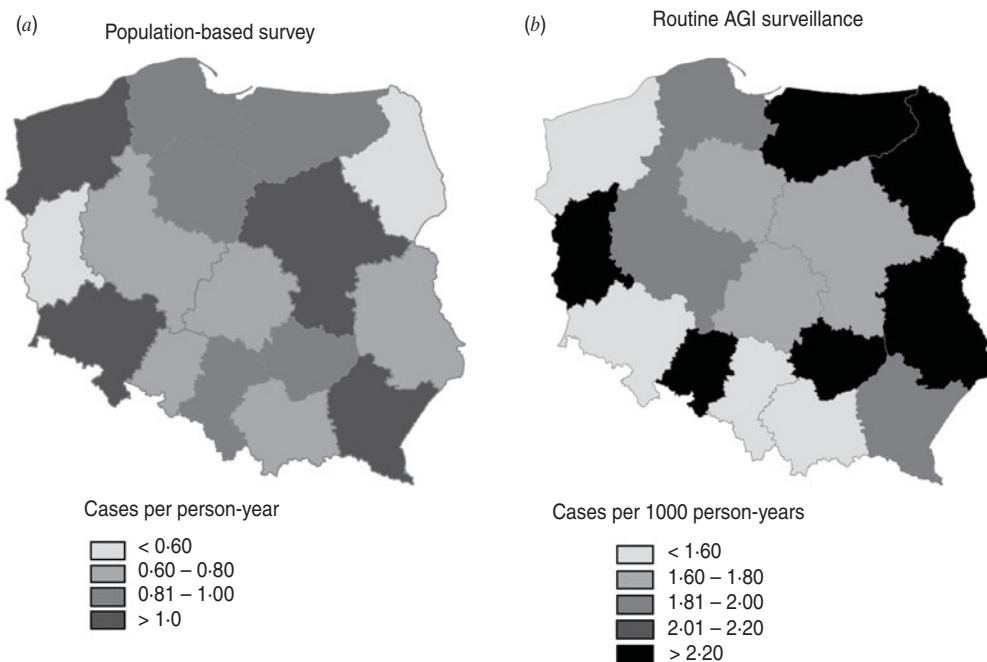 (a)
Population-based survey
Cases per person-year
< 0·60
0·60 – 0·80
0·81 – 1·00
> 1·0
(b)
Routine AGI surveillance
Cases per 1000 person-years
< 1·60
1·60 – 1·80
1·81 – 2·00
2·01 – 2·20
> 2·20